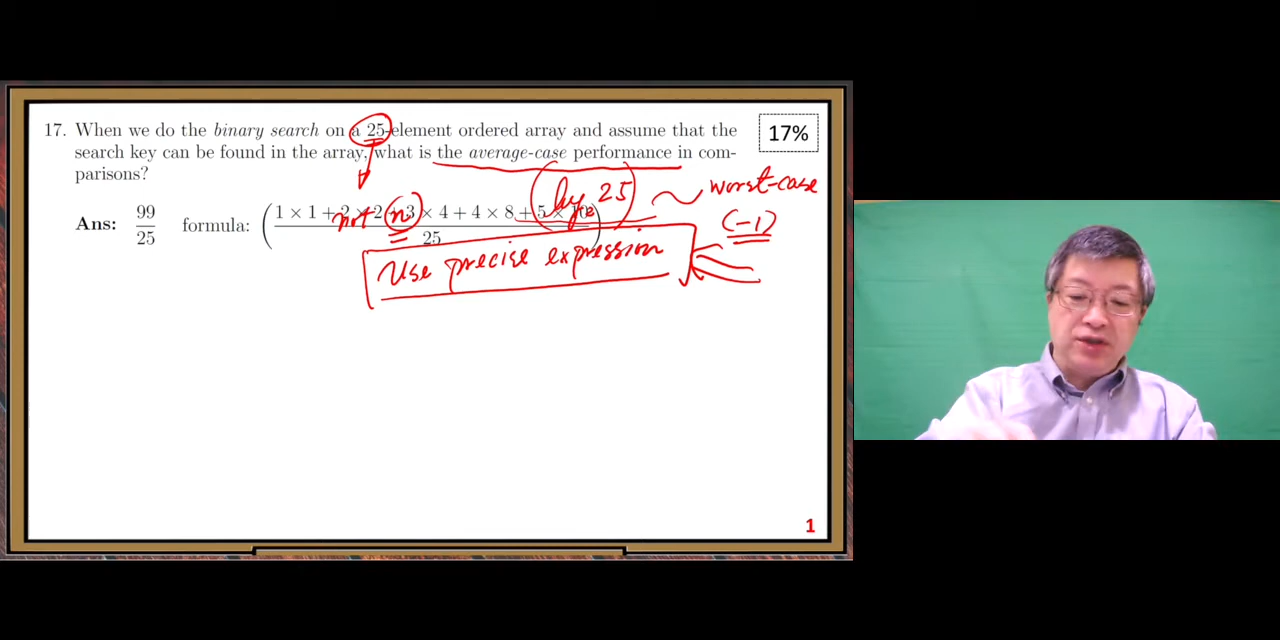 17. When we do the binary search on a 25-element ordered array and assume that the
search key can be found in the array, what is the average-case performance in com-
parisons?
17%
Ans: 99/25 formula: (1 × 1 + 2 × 2 + 3 × 4 + 4 × 8 + 5 × 10 / 25)
not n
25
worst-case
(-1)
Use precise expression
1